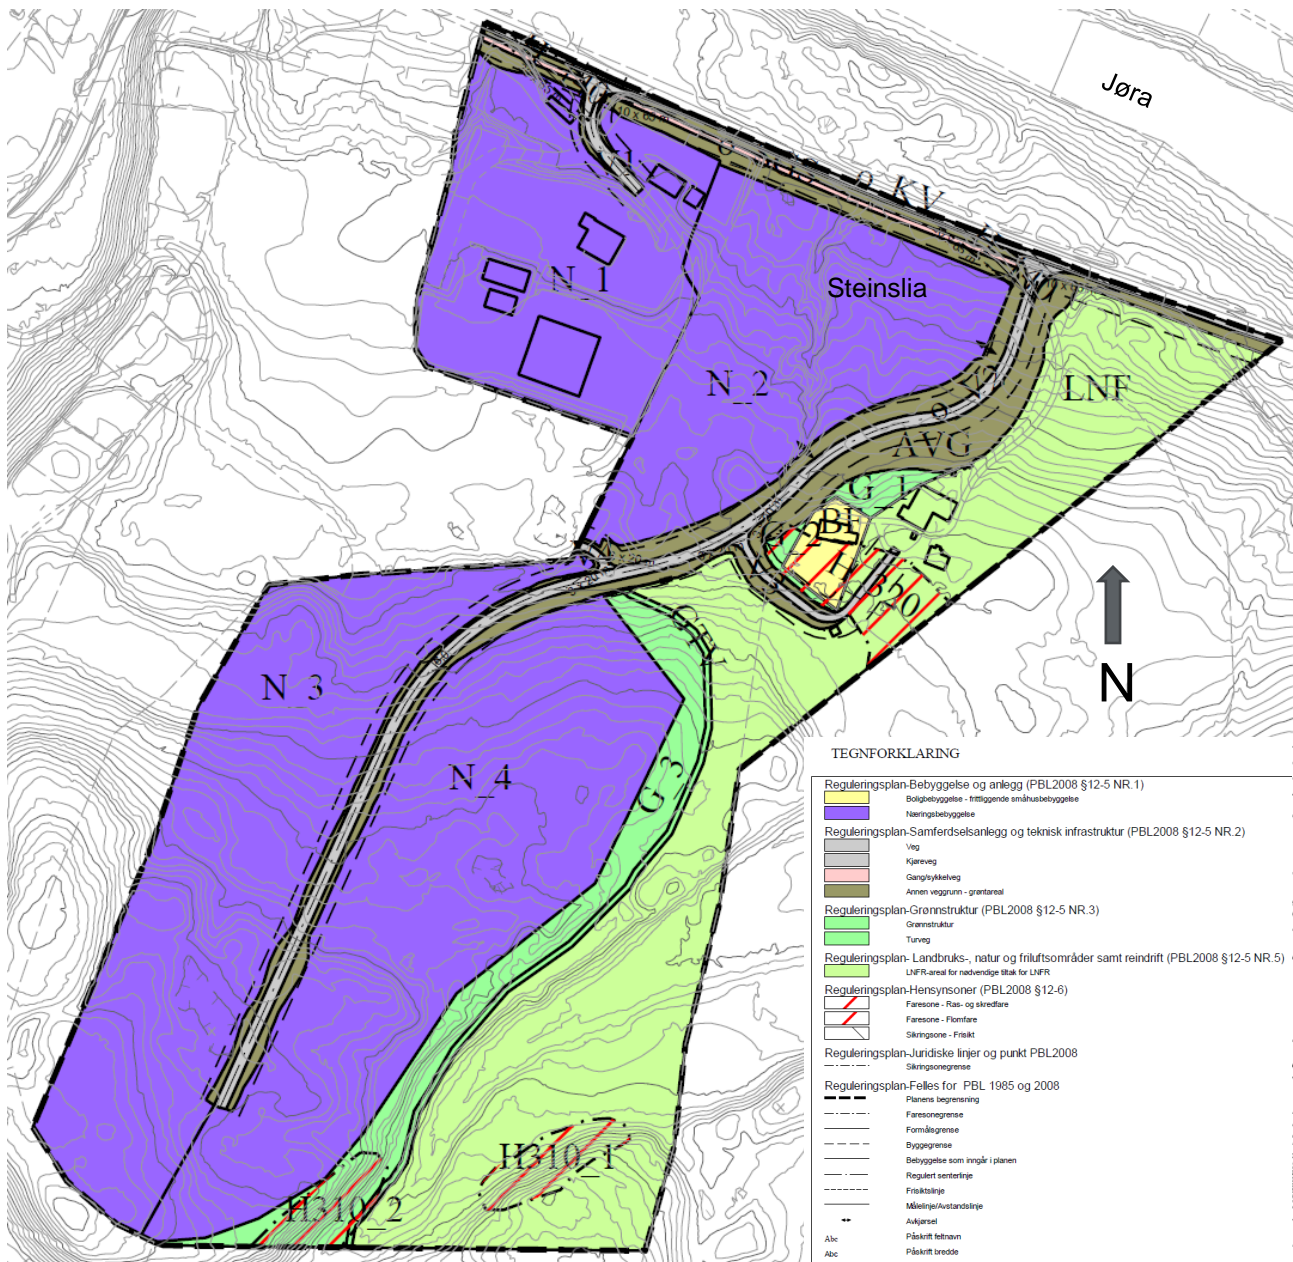 Jøra
10 x 65 m
o
KV
N_1
Steinslia
N_2
LNF
o
AVG
G_1
BF
H_320
N_3
GT1
N_4
G_3
H310_1
H310_2
N
TEGNFORKLARING
Reguleringsplan-Bebyggelse og anlegg (PBL2008 §12-5 NR.1)
Boligbebyggelse - frittliggende småhusbebyggelse
Næringsbebyggelse
Reguleringsplan-Samferdselsanlegg og teknisk infrastruktur (PBL2008 §12-5 NR.2)
Veg
Kjøreveg
Gang/sykkelveg
Annen veggrunn - grøntareal
Reguleringsplan-Grønnstruktur (PBL2008 §12-5 NR.3)
Grønnstruktur
Turveg
Reguleringsplan- Landbruks-, natur og friluftsområder samt reindrift (PBL2008 §12-5 NR.5)
LNFR-areal for nødvendige tiltak for LNFR
Reguleringsplan-Hensynsoner (PBL2008 §12-6)
Faresone - Ras- og skredfare
Faresone - Flomfare
Sikringsone - Frisikt
Reguleringsplan-Juridiske linjer og punkt PBL2008
Sikringsonegrense
Reguleringsplan-Felles for PBL 1985 og 2008
Planens begrensning
Faresonegrense
Formålsgrense
Byggegrense
Bebyggelse som inngår i planen
Regulert senterlinje
Frisiktslinje
Målelinje/Avstandslinje
Avkjørsel
Abc Påskrift feltnavn
Abc Påskrift bredde